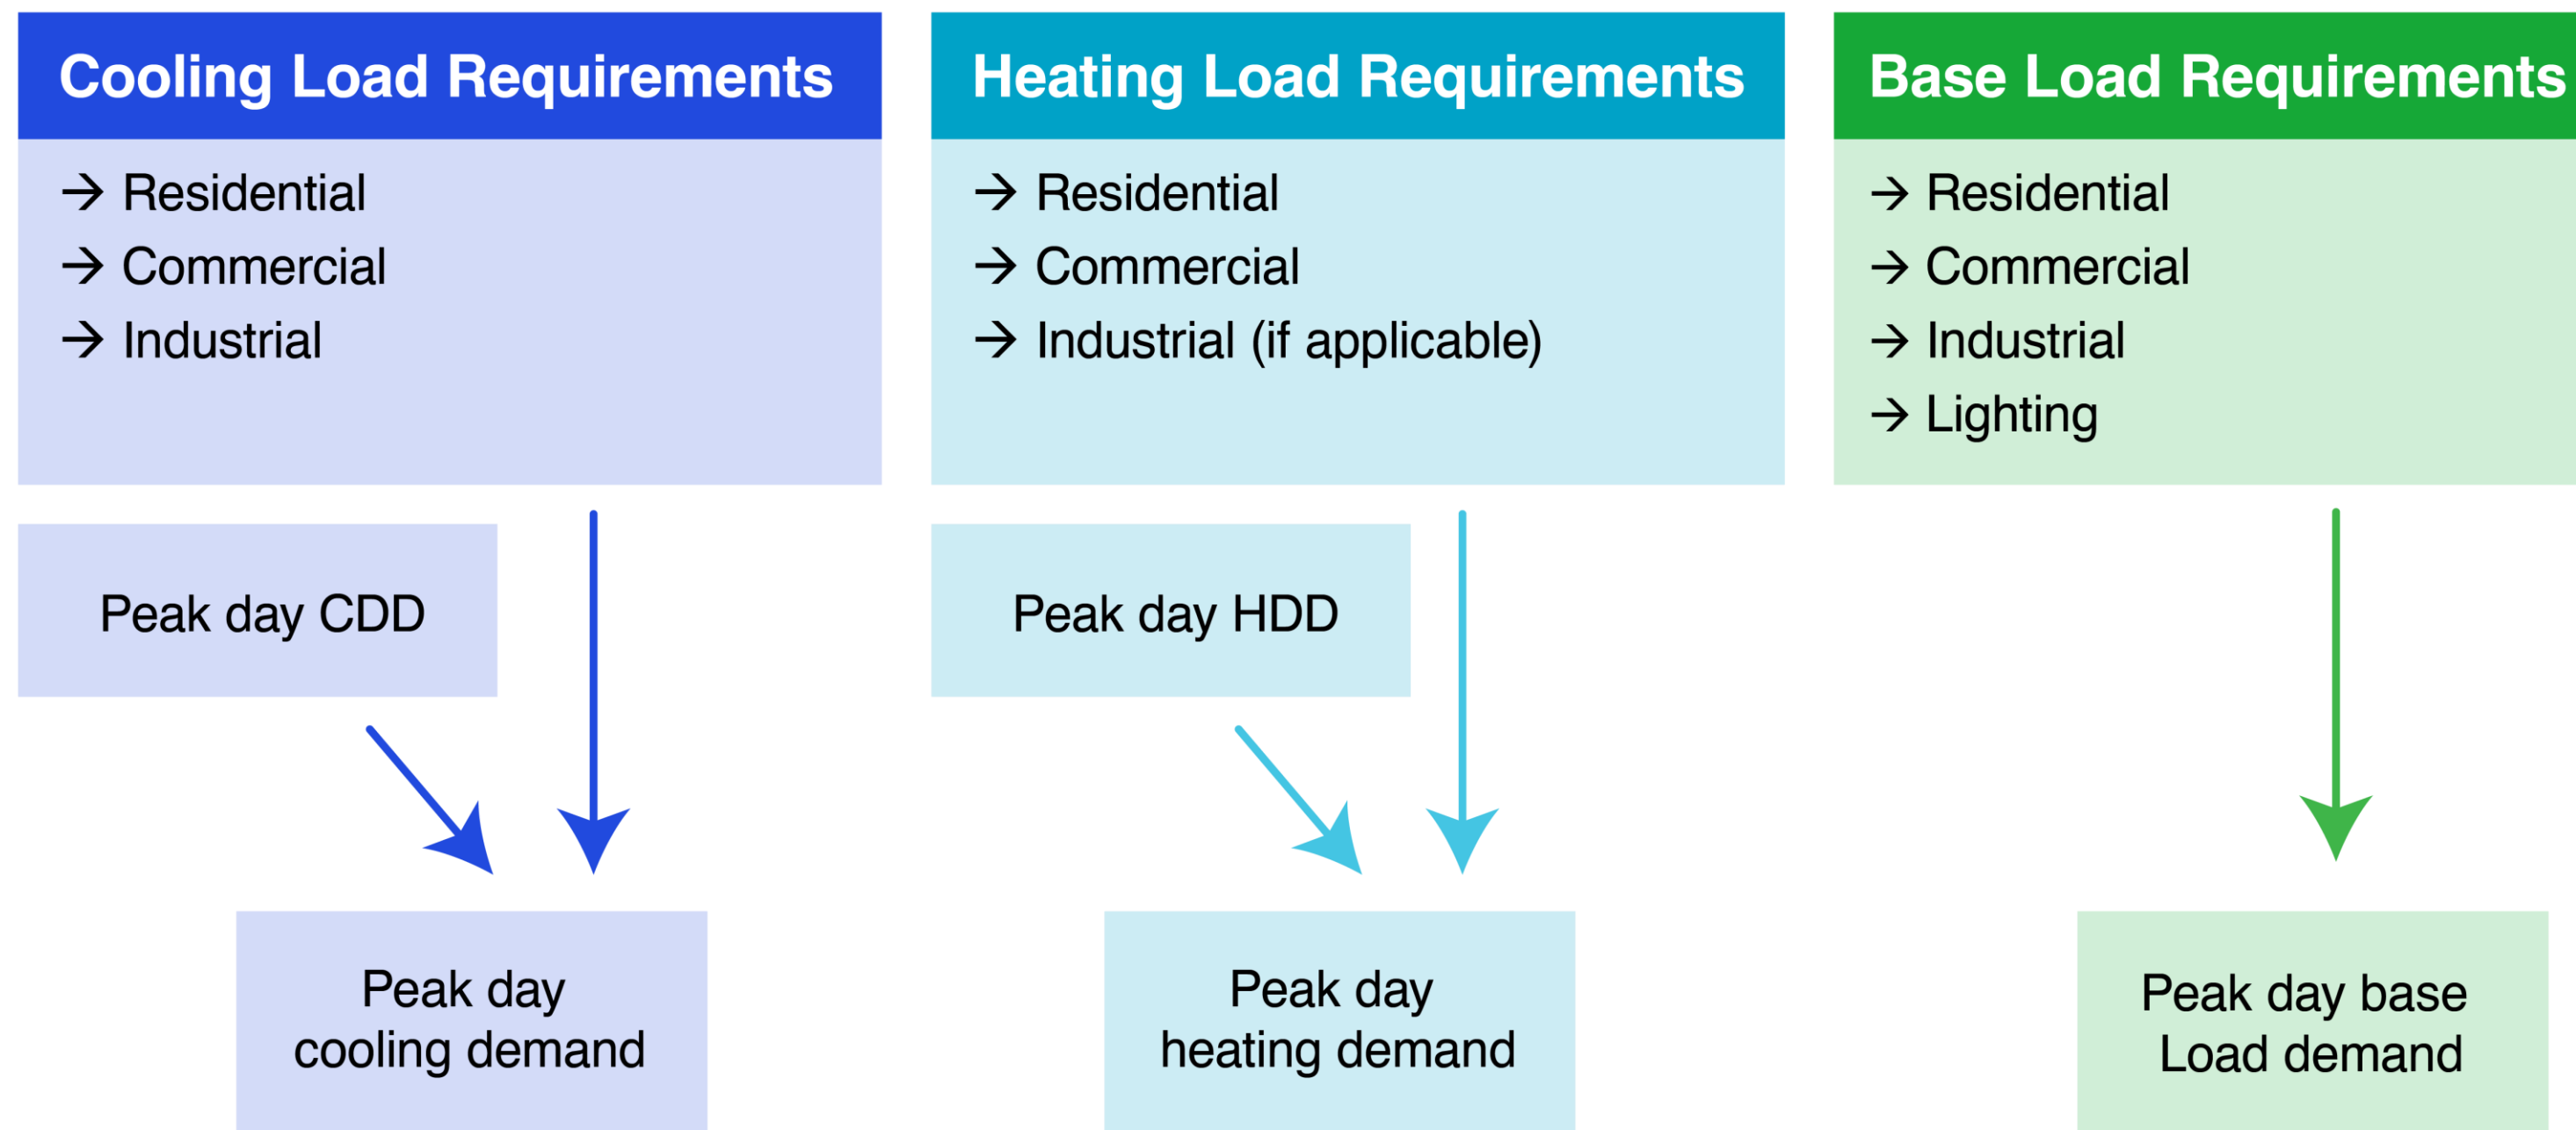 Cooling Load Requirements
→ Residential
→ Commercial
→ Industrial
Peak day CDD
Peak day
cooling demand
Heating Load Requirements
→ Residential
→ Commercial
→ Industrial (if applicable)
Peak day HDD
Peak day
heating demand
Base Load Requirements
→ Residential
→ Commercial
→ Industrial
→ Lighting
Peak day base
Load demand